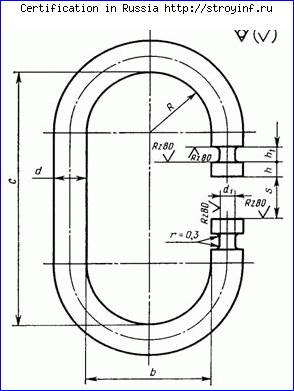 Certification in Russia http://stroyinf.ru
(√)
R
Rz80
Rz80
h₁
h
d
c
d₁
Rz80
Rz80
s
r=0,3
b